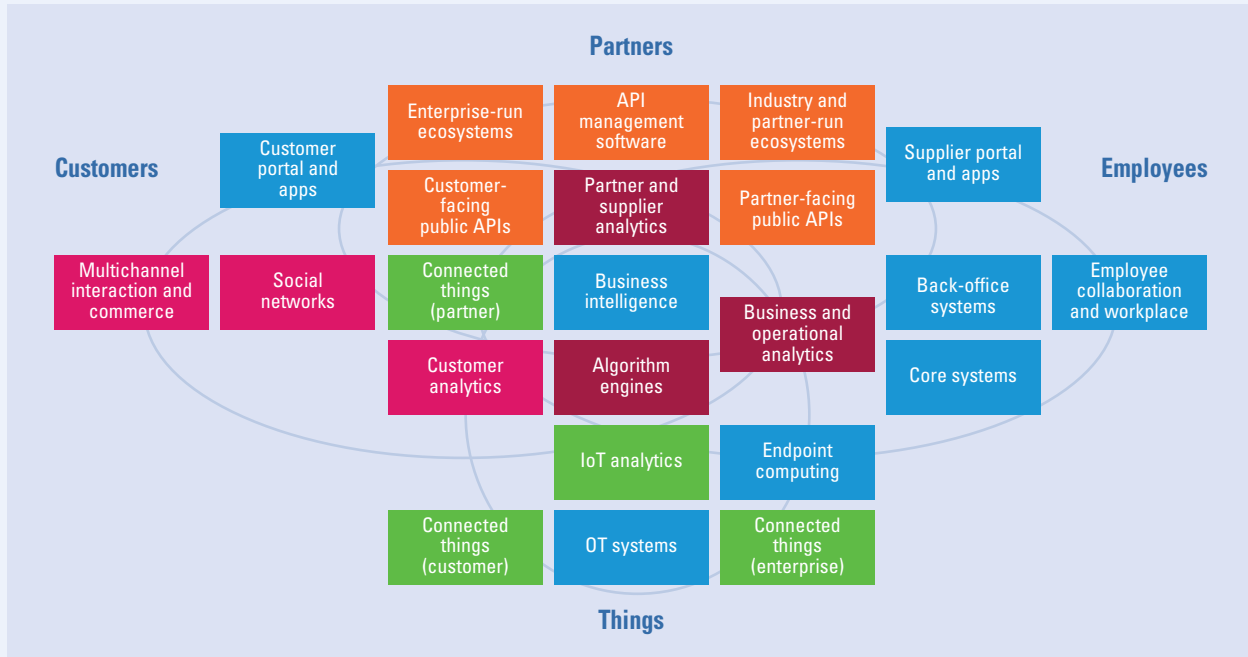 Partners
Customers
Employees
Customer
portal and
apps
Enterprise-run
ecosystems
API
management
software
Industry and
partner-run
ecosystems
Supplier portal
and apps
Customer-
facing
public APIs
Partner and
supplier
analytics
Partner-facing
public APIs
Multichannel
interaction and
commerce
Social
networks
Connected
things
(partner)
Business
intelligence
Business and
operational
analytics
Back-office
systems
Employee
collaboration
and workplace
Customer
analytics
Algorithm
engines
Core systems
IoT analytics
Endpoint
computing
Connected
things
(customer)
OT systems
Connected
things
(enterprise)
Things